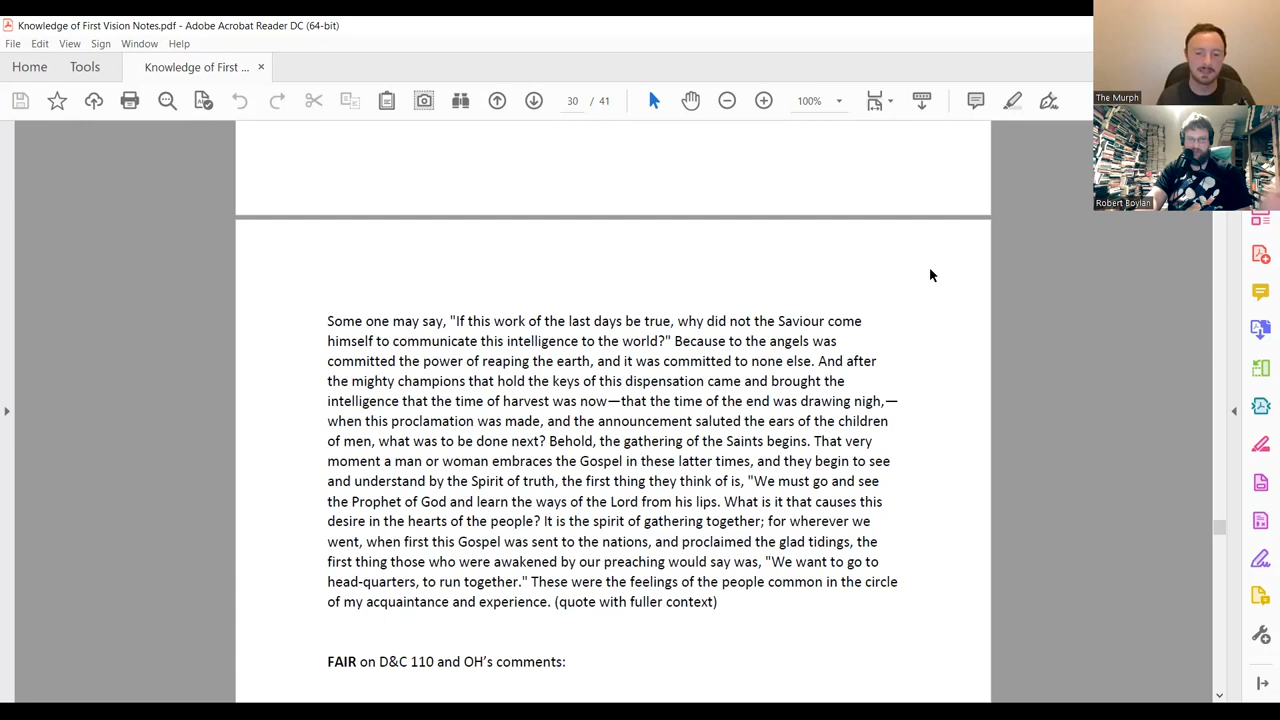 Knowledge of First Vision Notes.pdf - Adobe Acrobat Reader DC (64-bit)
File Edit View Sign Window Help
Home Tools Knowledge of First ... ×
30 / 41 100%
The Murph
Robert Boylan
Some one may say, "If this work of the last days be true, why did not the Saviour come
himself to communicate this intelligence to the world?" Because to the angels was
committed the power of reaping the earth, and it was committed to none else. And after
the mighty champions that hold the keys of this dispensation came and brought the
intelligence that the time of harvest was now—that the time of the end was drawing nigh,—
when this proclamation was made, and the announcement saluted the ears of the children
of men, what was to be done next? Behold, the gathering of the Saints begins. That very
moment a man or woman embraces the Gospel in these latter times, and they begin to see
and understand by the Spirit of truth, the first thing they think of is, "We must go and see
the Prophet of God and learn the ways of the Lord from his lips. What is it that causes this
desire in the hearts of the people? It is the spirit of gathering together; for wherever we
went, when first this Gospel was sent to the nations, and proclaimed the glad tidings, the
first thing those who were awakened by our preaching would say was, "We want to go to
head-quarters, to run together." These were the feelings of the people common in the circle
of my acquaintance and experience. (quote with fuller context)
FAIR on D&C 110 and OH's comments: